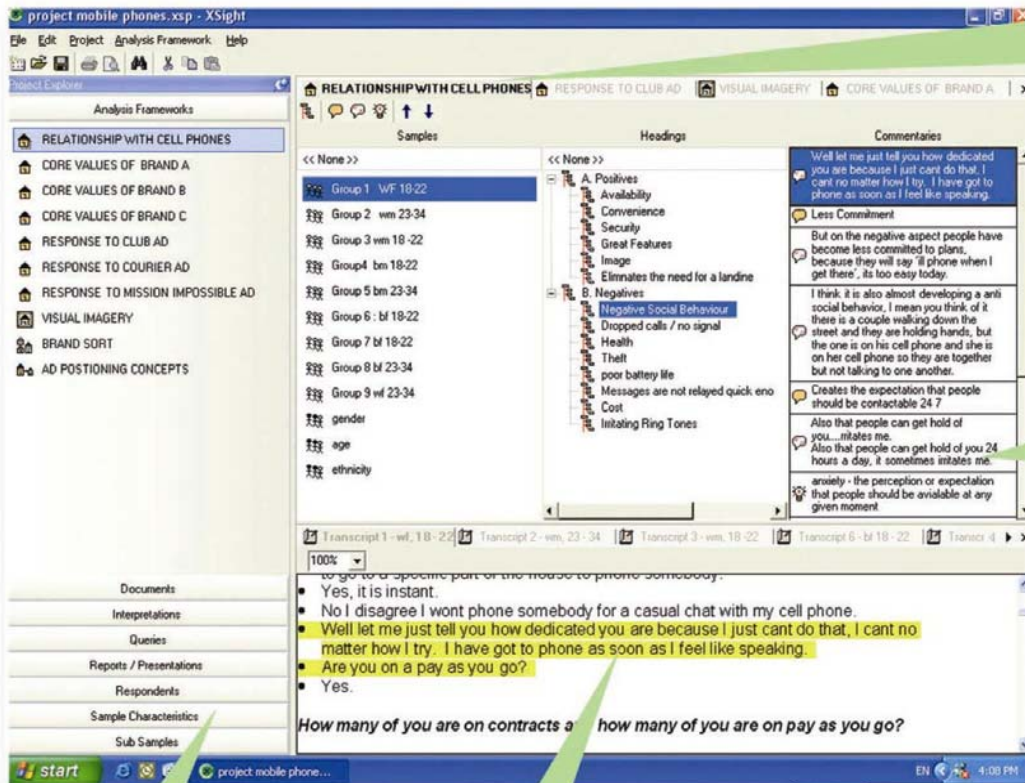 project mobile phones.xsp - XSight
File Edit Project Analysis Framework Help
Project Explorer
Analysis Frameworks
RELATIONSHIP WITH CELL PHONES
CORE VALUES OF BRAND A
CORE VALUES OF BRAND B
CORE VALUES OF BRAND C
RESPONSE TO CLUB AD
RESPONSE TO COURIER AD
RESPONSE TO MISSION IMPOSSIBLE AD
VISUAL IMAGERY
BRAND SORT
AD POSTIONING CONCEPTS
Documents
Interpretations
Queries
Reports / Presentations
Respondents
Sample Characteristics
Sub Samples
RELATIONSHIP WITH CELL PHONES RESPONSE TO CLUB AD VISUAL IMAGERY CORE VALUES OF BRAND A
Samples
<< None >>
Group 1 WF 18-22
Group 2 wm 23-34
Group 3 wm 18 -22
Group4 bm 18-22
Group 5 bm 23-34
Group 6 : bf 18-22
Group 7 bf 18-22
Group 8 bf 23-34
Group 9 wf 23-34
gender
age
ethnicity
Headings
<< None >>
A. Positives
Availability
Convenience
Security
Great Features
Image
Elimnates the need for a landine
B. Negatives
Negative Social Behaviour
Dropped calls / no signal
Health
Theft
poor battery life
Messages are not relayed quick eno
Cost
Irritating Ring Tones
Commentaries
Well let me just tell you how dedicated
you are because I just cant do that, I
cant no matter how I try. I have got to
phone as soon as I feel like speaking.
Less Commitment
But on the negative aspect people have
become less committed to plans,
because they will say 'ill phone when I
get there', its too easy today.
I think it is also almost developing a anti
social behavior, I mean you think of it
there is a couple walking down the
street and they are holding hands, but
the one is on his cell phone and she is
on her cell phone so they are together
but not talking to one another.
Creates the expectation that people
should be contactable 24 7
Also that people can get hold of
you....irritates me.
Also that people can get hold of you 24
hours a day, it sometimes irritates me.
anxiety - the perception or expectation
that people should be avialable at any
given moment
Transcript 1 - wf, 18 - 22 Transcript 2 - wm, 23 - 34 Transcript 3 - wm, 18 -22 Transcript 6 - bf 18 - 22 Transcr 4
100%
to go to a specific part of the house to phone somebody.
Yes, it is instant.
No I disagree I wont phone somebody for a casual chat with my cell phone.
Well let me just tell you how dedicated you are because I just cant do that, I cant no
matter how I try. I have got to phone as soon as I feel like speaking.
Are you on a pay as you go?
Yes.
How many of you are on contracts a how many of you are on pay as you go?
start project mobile phone... EN 4:08 PM